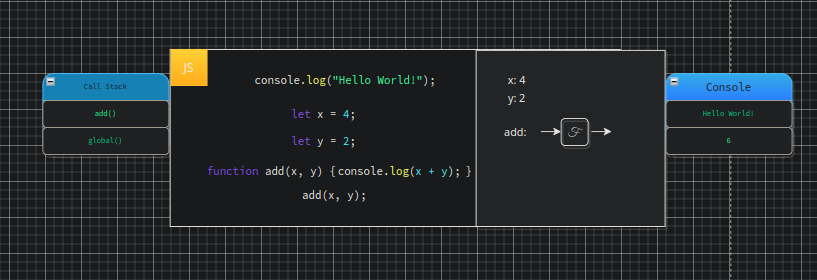 Call Stack
add()
global()
JS
console.log("Hello World!");
let x = 4;
let y = 2;
function add(x, y) {console.log(x + y); }
add(x, y);
x: 4
y: 2
add:
ℱ
Console
Hello World!
6